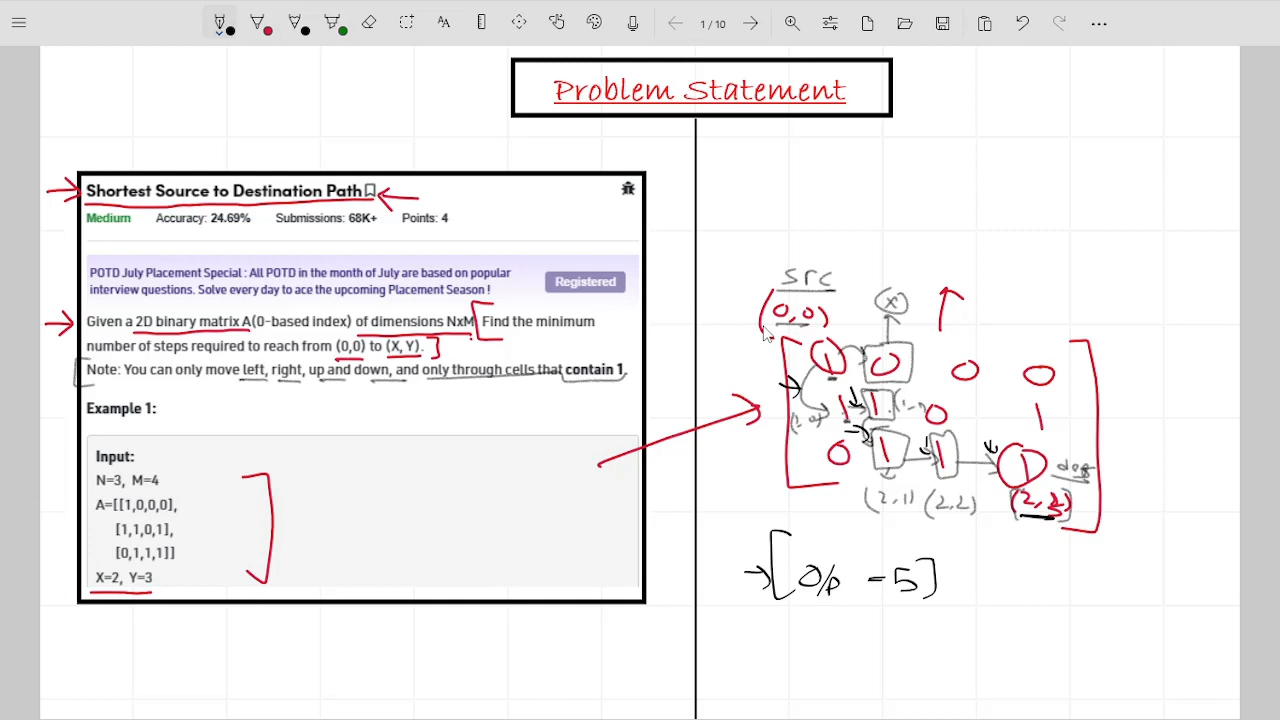 1 / 10
Problem Statement
Shortest Source to Destination Path
Medium Accuracy: 24.69% Submissions: 68K+ Points: 4
POTD July Placement Special : All POTD in the month of July are based on popular
interview questions. Solve every day to ace the upcoming Placement Season !
Registered
Given a 2D binary matrix A(0-based index) of dimensions NxM. Find the minimum
number of steps required to reach from (0,0) to (X, Y).
Note: You can only move left, right, up and down, and only through cells that contain 1.
Example 1:
Input:
N=3, M=4
A=[[1,0,0,0],
[1,1,0,1],
[0,1,1,1]]
X=2, Y=3
src
(0,0) (x)
1 0 0 0
1 1 0 1
0 1 1 1
(2,1) (2,2) (2,3)
[O/p = 5]